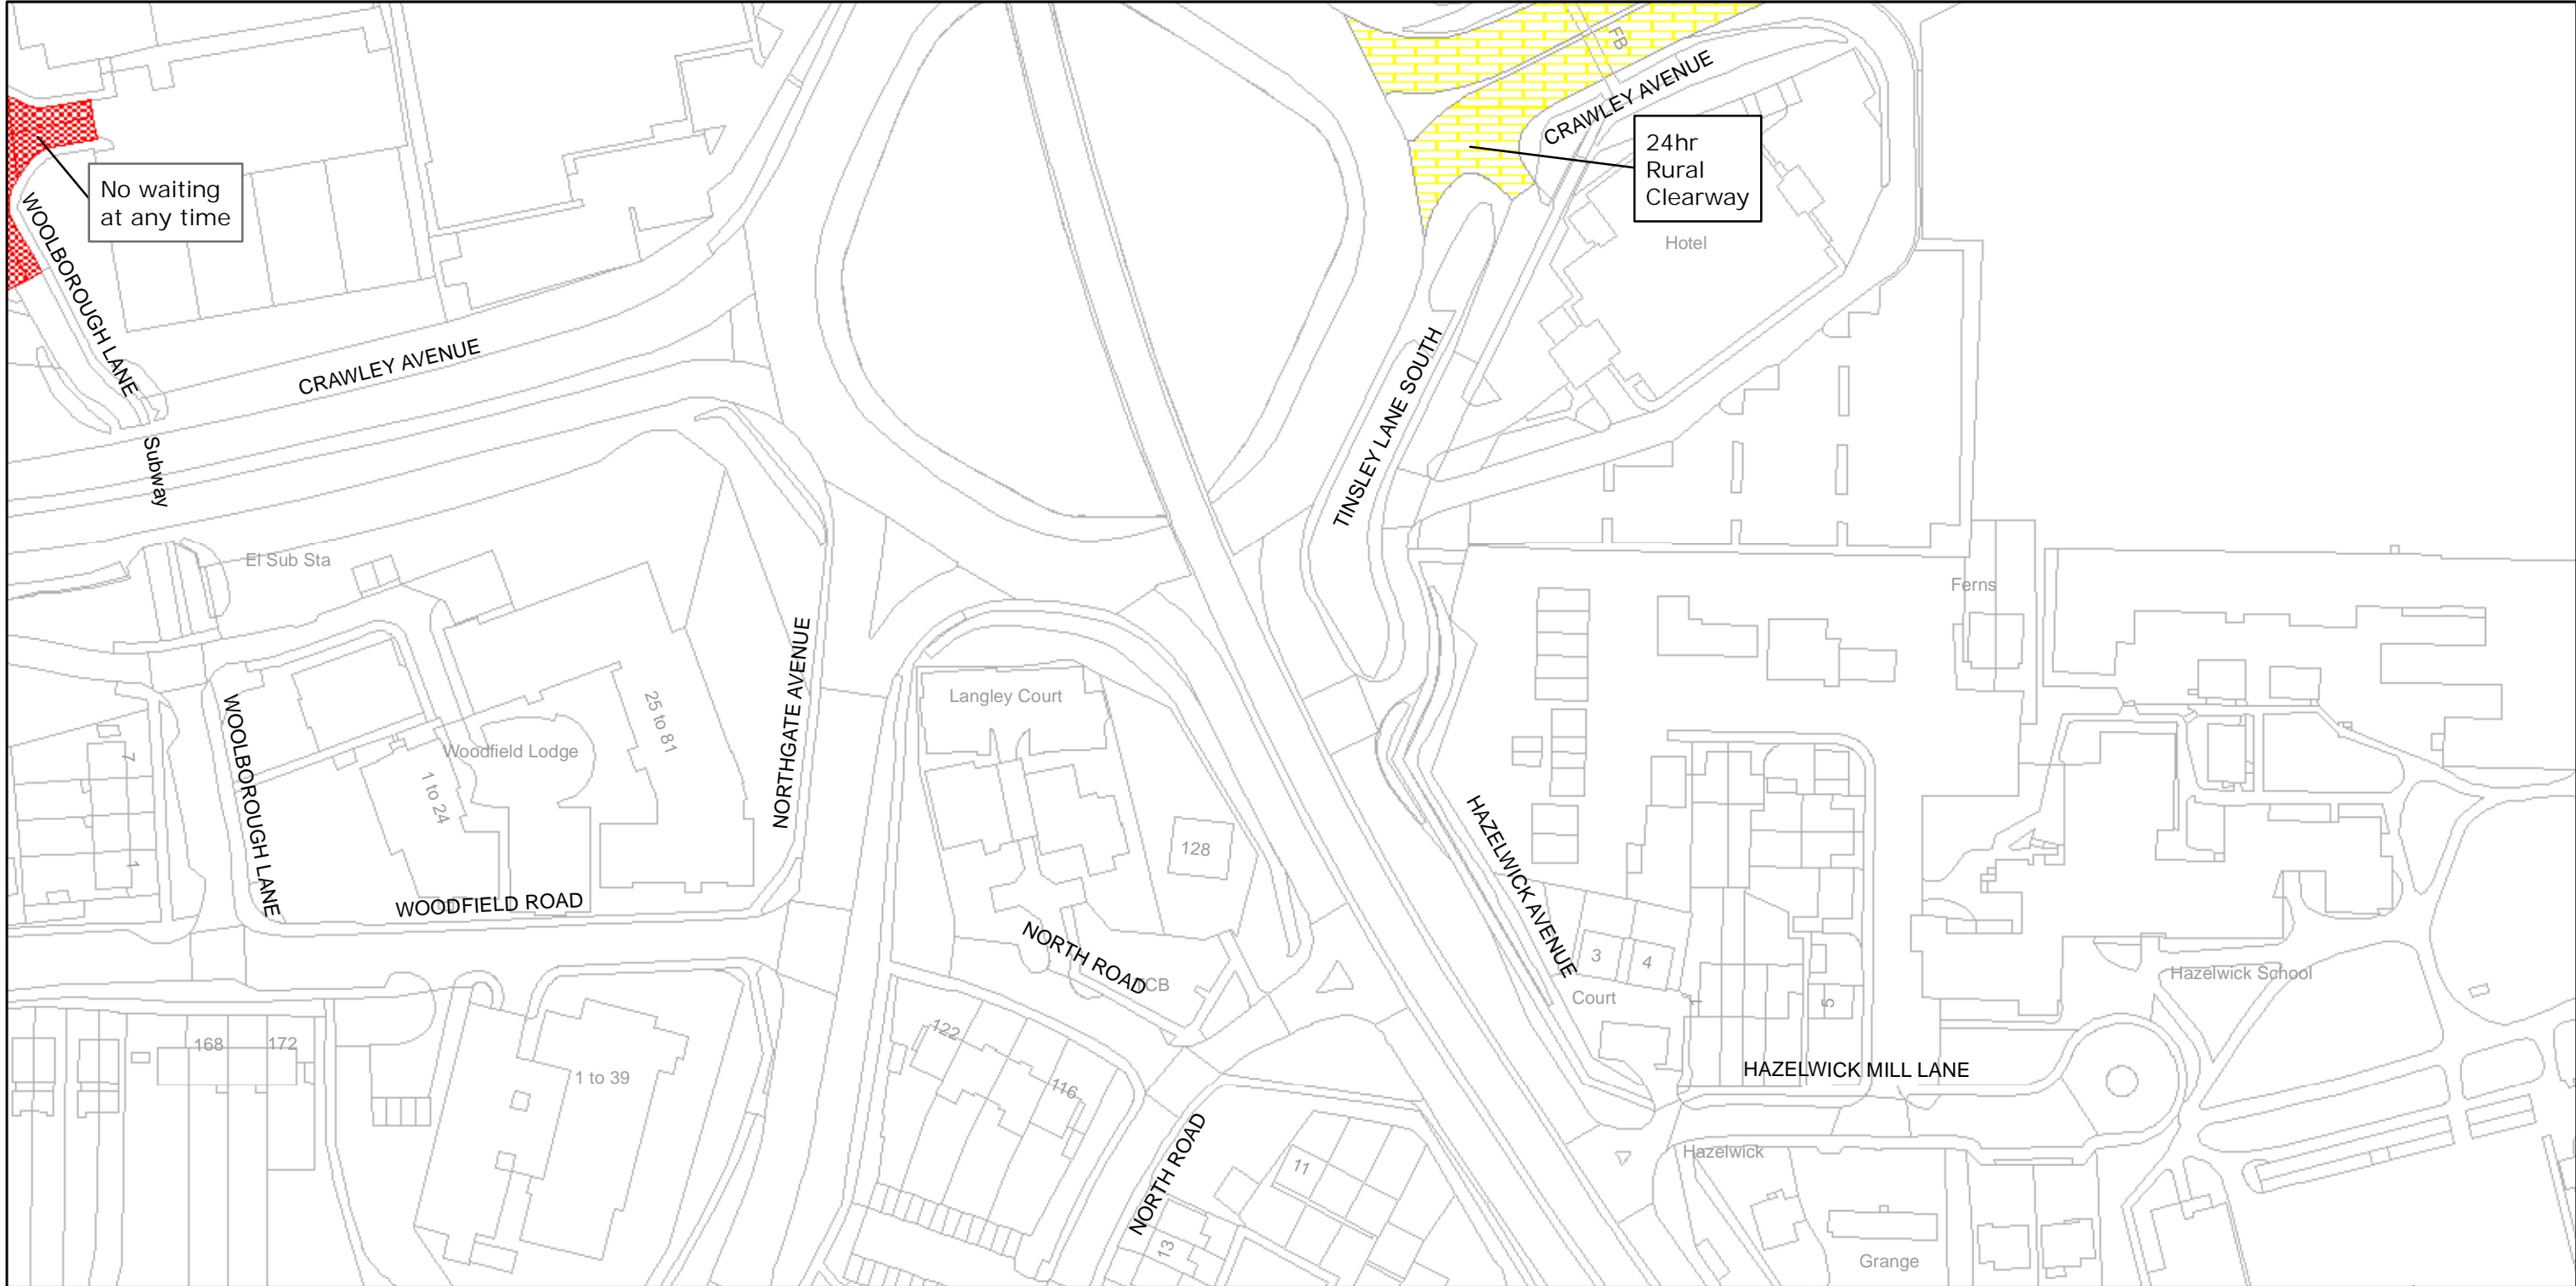 FB
CRAWLEY AVENUE
24hr
Rural
Clearway
No waiting
at any time
WOOLBOROUGH LANE
Hotel
CRAWLEY AVENUE
TINSLEY LANE SOUTH
Subway
El Sub Sta
Ferns
NORTHGATE AVENUE
Langley Court
25 to 81
Woodfield Lodge
WOOLBOROUGH LANE
7
1 to 24
1
128
HAZELWICK AVENUE
WOODFIELD ROAD
NORTH ROAD
TCB
3
4
Court
1
5
Hazelwick School
122
116
168
172
1 to 39
HAZELWICK MILL LANE
NORTH ROAD
11
13
Hazelwick
Grange